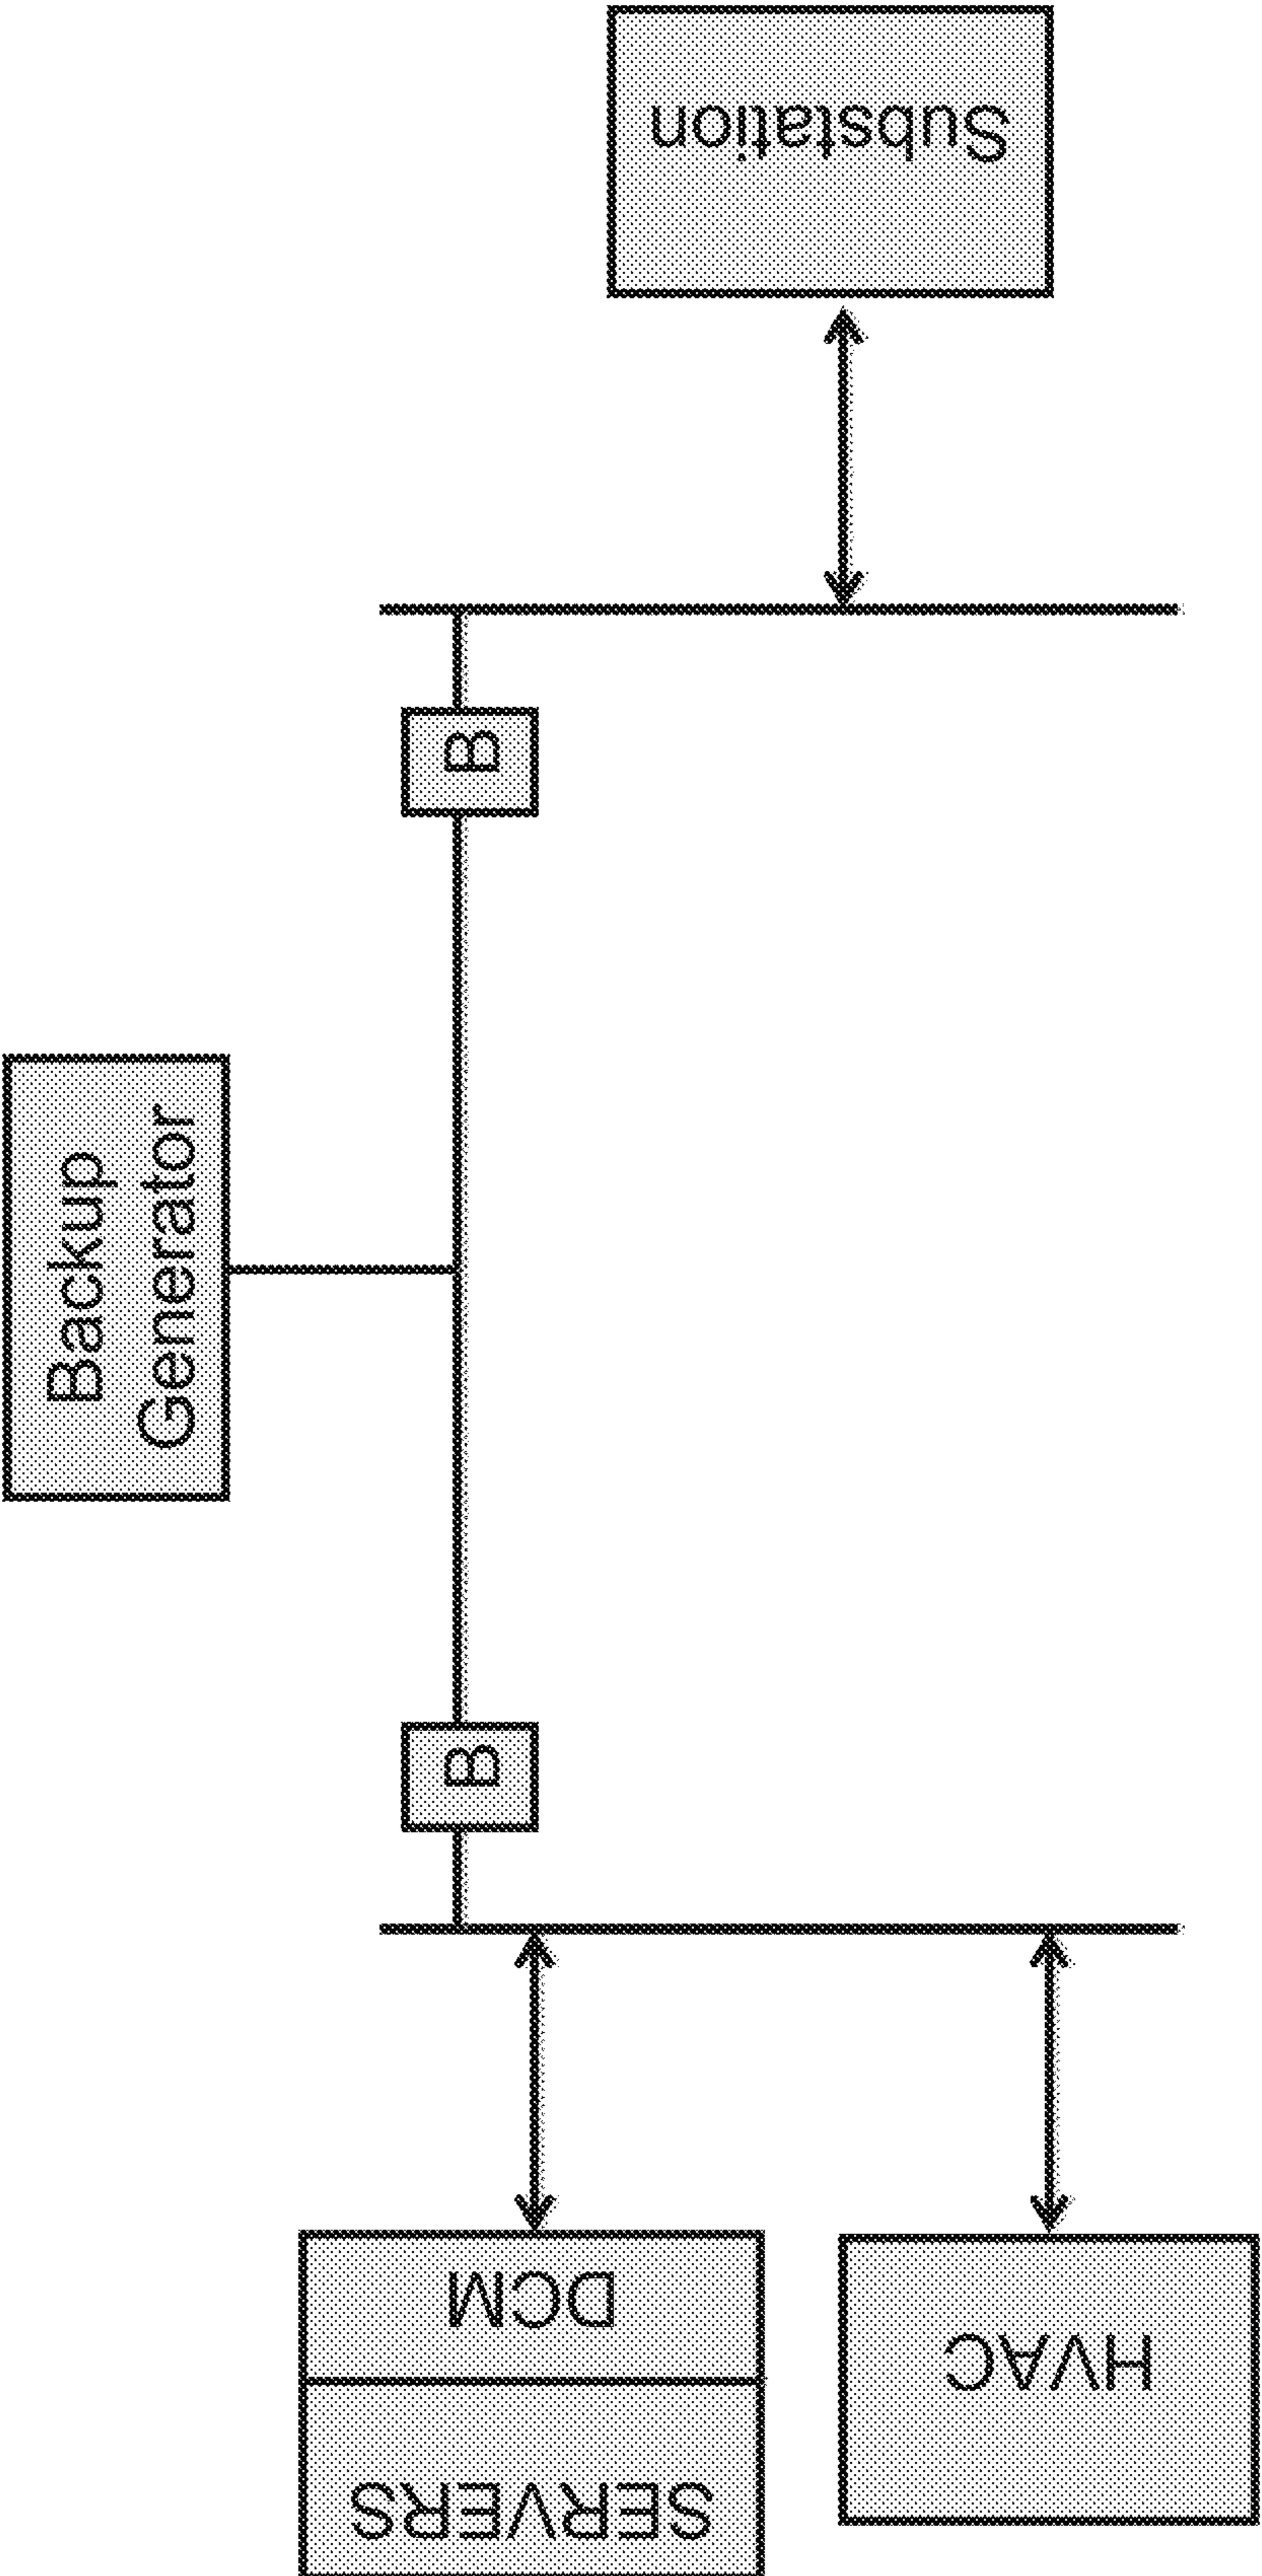 Substation
B
Backup
Generator
B
DCM
SERVERS
HVAC